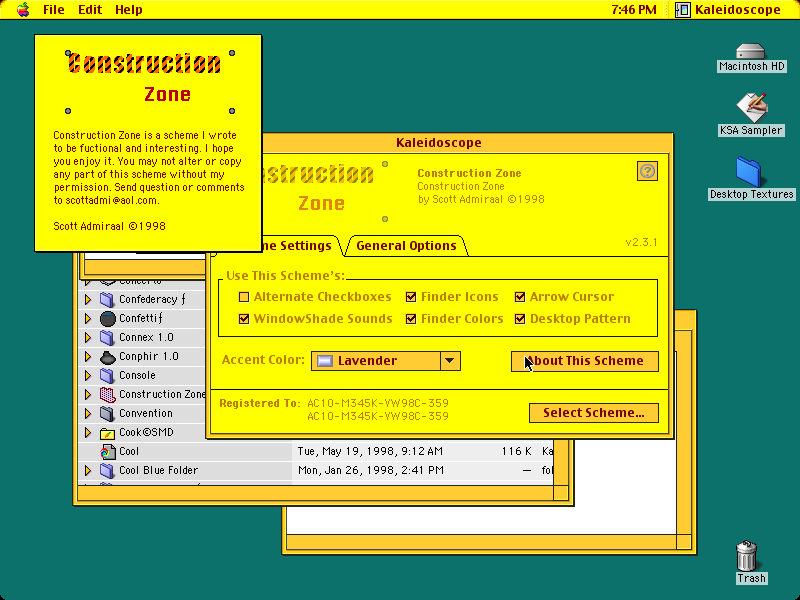 File Edit Help
7:46 PM
Kaleidoscope
Construction
Zone
Construction Zone is a scheme I wrote
to be fuctional and interesting. I hope
you enjoy it. You may not alter or copy
any part of this scheme without my
permission. Send question or comments
to scottadmi@aol.com.
Scott Admiraal ©1998
Macintosh HD
KSA Sampler
Desktop Textures
Kaleidoscope
nstruction
Zone
Construction Zone
Construction Zone
by Scott Admiraal ©1998
v2.3.1
me Settings
General Options
Use This Scheme's:
Alternate Checkboxes
Finder Icons
Arrow Cursor
WindowShade Sounds
Finder Colors
Desktop Pattern
Accent Color:
Lavender
About This Scheme
Registered To:
AC10-M345K-YW98C-359
AC10-M345K-YW98C-359
Select Scheme...
Concerto
Confederacy ƒ
Confetti ƒ
Connex 1.0
Conphir 1.0
Console
Construction Zone
Convention
Cook©SMD
Cool
Tue, May 19, 1998, 9:12 AM
116 K
Ka
Cool Blue Folder
Mon, Jan 26, 1998, 2:41 PM
—
fol
Trash